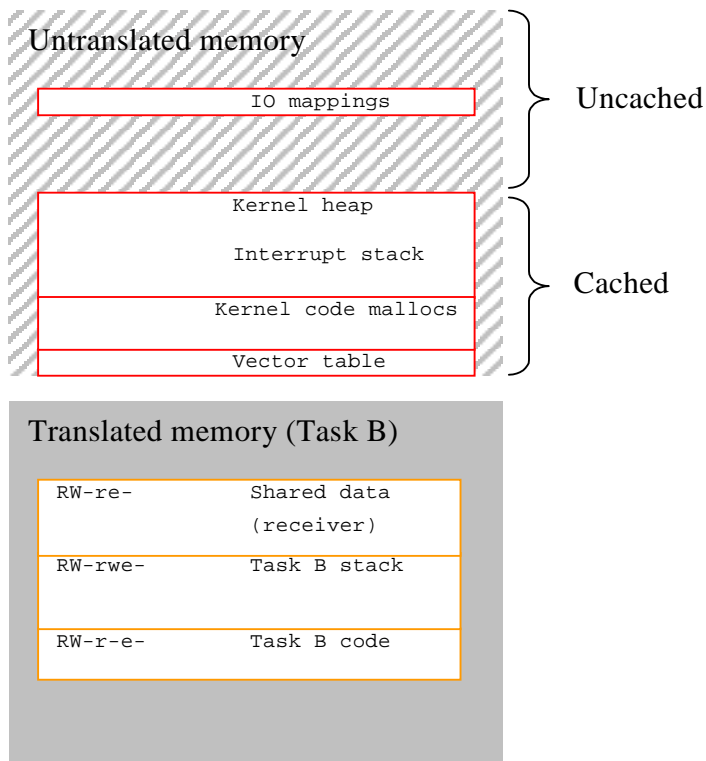 Untranslated memory
IO mappings
Uncached
Kernel heap
Interrupt stack
Cached
Kernel code mallocs
Vector table
Translated memory (Task B)
RW-re- Shared data
(receiver)
RW-rwe- Task B stack
RW-r-e- Task B code